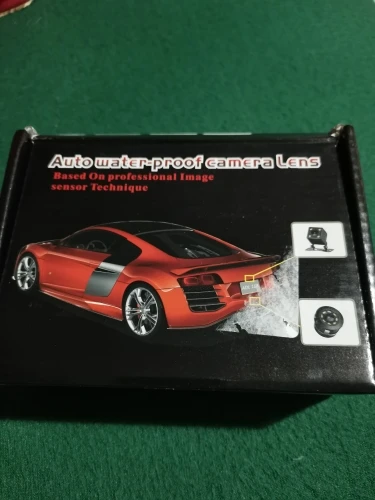 Auto water-proof camera Lens
Based On professional Image
sensor Technique